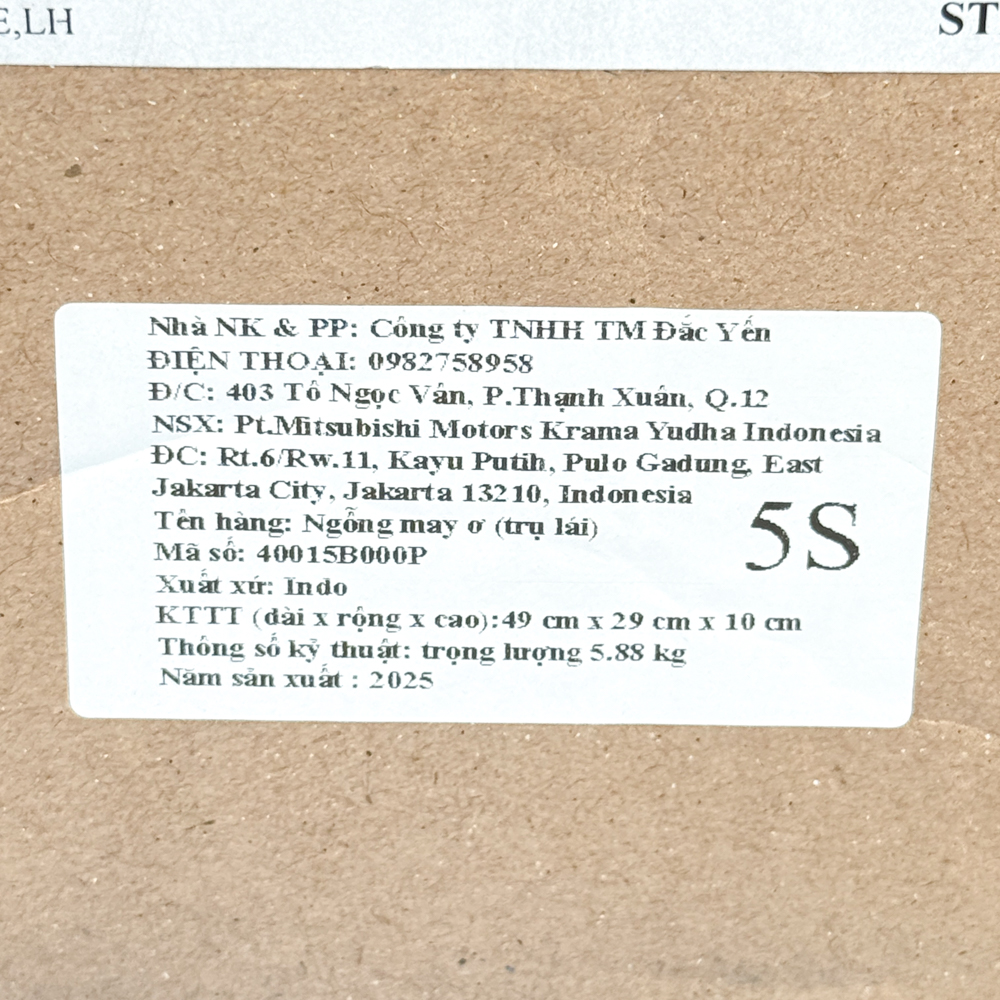 E,LH
ST
Nhà NK & PP: Công ty TNHH TM Đắc Yến
ĐIỆN THOẠI: 0982758958
Đ/C: 403 Tô Ngọc Vân, P.Thạnh Xuân, Q.12
NSX: Pt.Mitsubishi Motors Krama Yudha Indonesia
ĐC: Rt.6/Rw.11, Kayu Putih, Pulo Gadung, East
Jakarta City, Jakarta 13210, Indonesia
Tên hàng: Ngỗng may ơ (trụ lái)
Mã số: 40015B000P
5S
Xuất xứ: Indo
KTTT (dài x rộng x cao):49 cm x 29 cm x 10 cm
Thông số kỹ thuật: trọng lượng 5.88 kg
Năm sản xuất : 2025